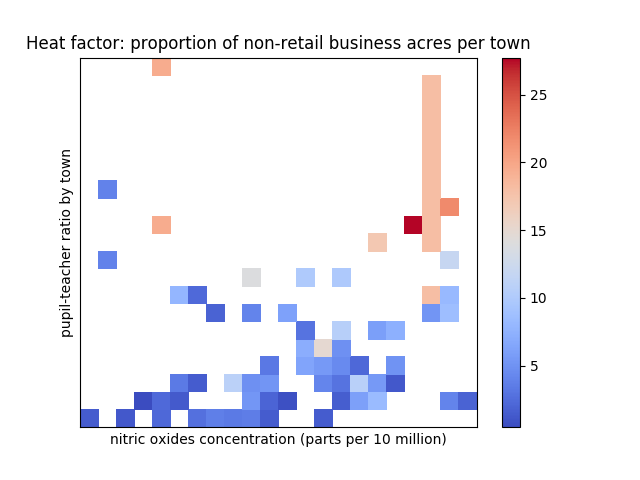 Heat factor: proportion of non-retail business acres per town
pupil-teacher ratio by town
nitric oxides concentration (parts per 10 million)
25
20
15
10
5